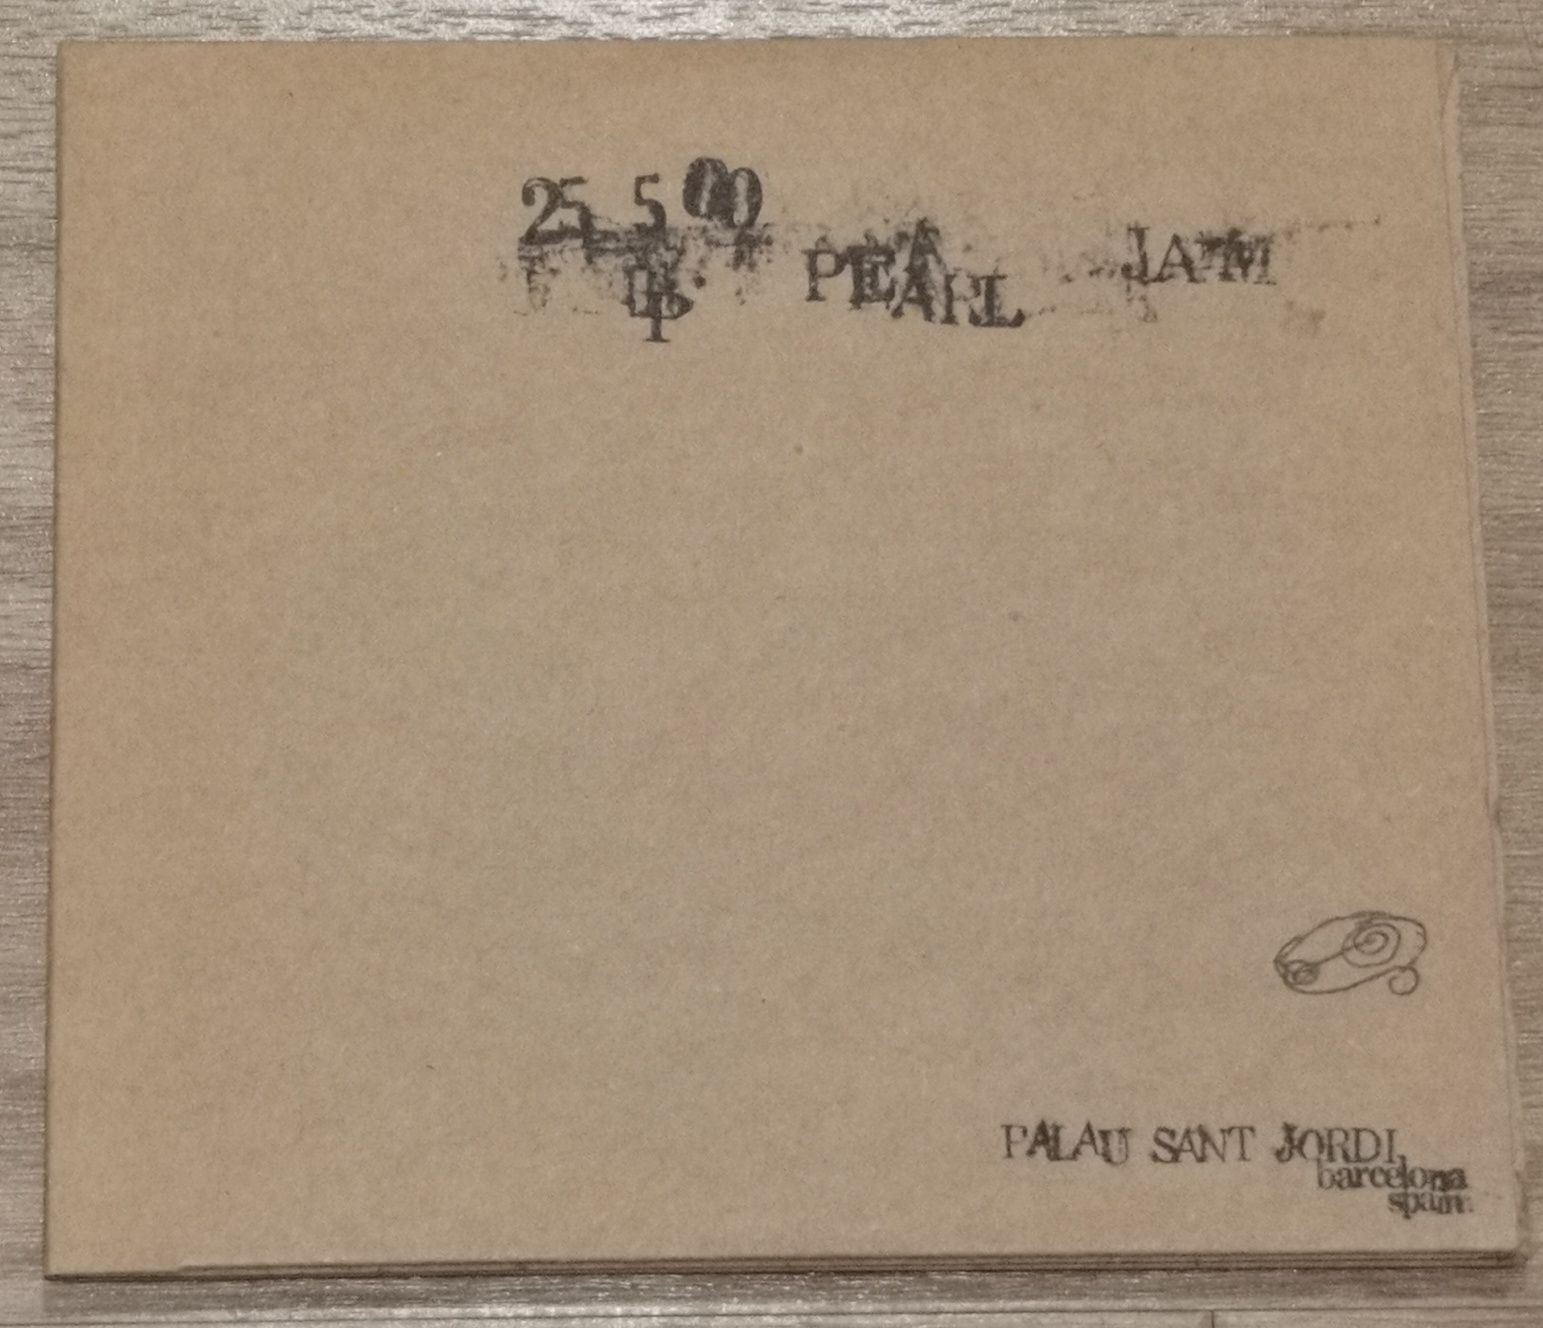 25 5 00
PEARL JAM
PALAU SANT JORDI,
barcelona
spain